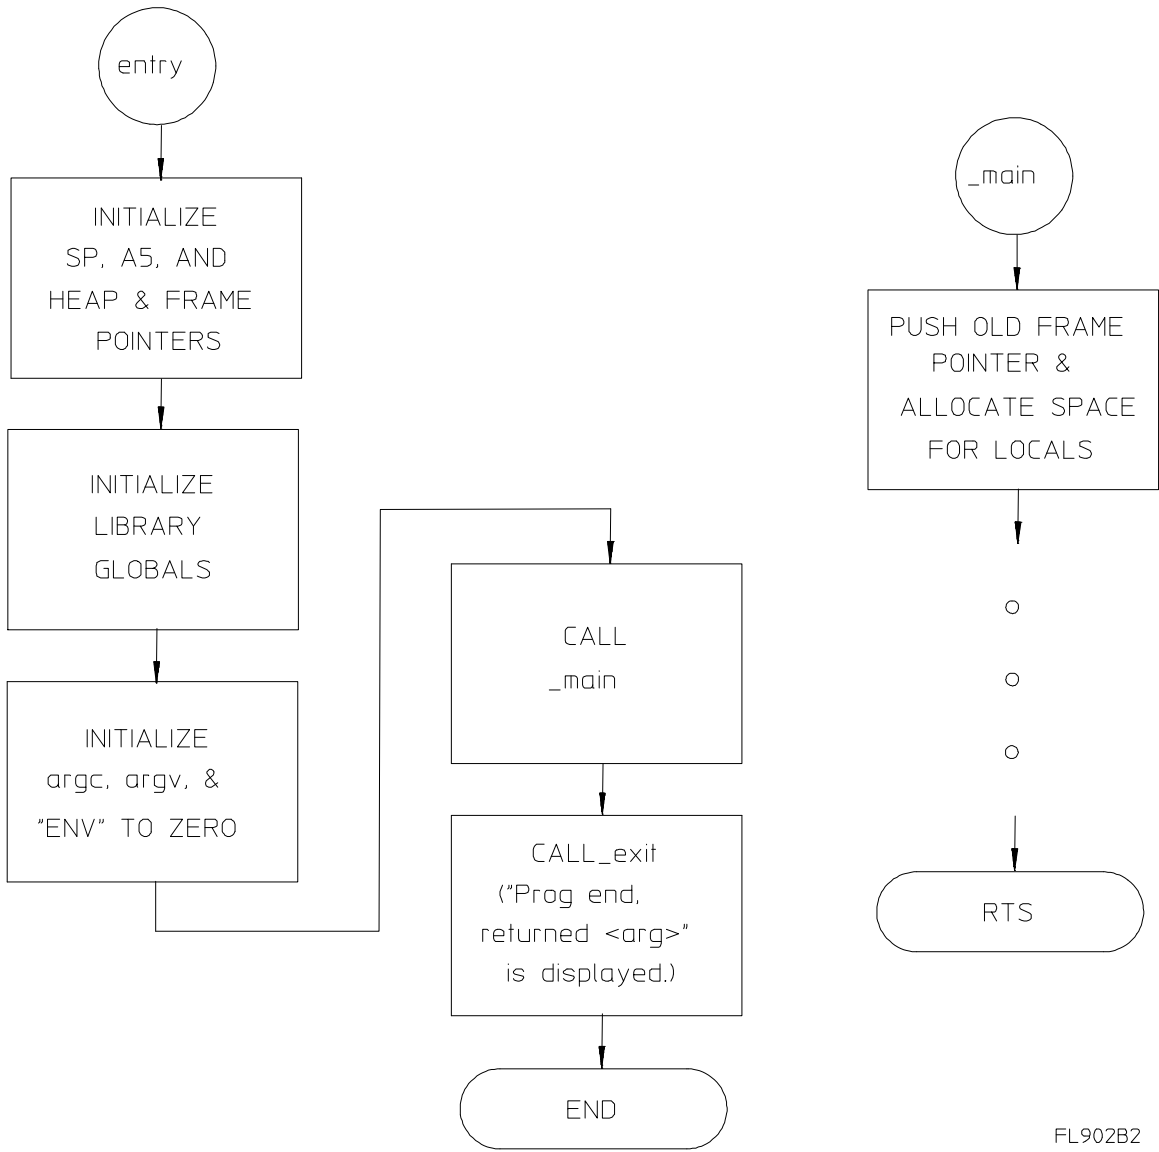 entry
INITIALIZE
SP, A5, AND
HEAP & FRAME
POINTERS
INITIALIZE
LIBRARY
GLOBALS
INITIALIZE
argc, argv, &
"ENV" TO ZERO
CALL
_main
CALL_exit
("Prog end,
returned <arg>"
is displayed.)
END
_main
PUSH OLD FRAME
POINTER &
ALLOCATE SPACE
FOR LOCALS
RTS
FL902B2